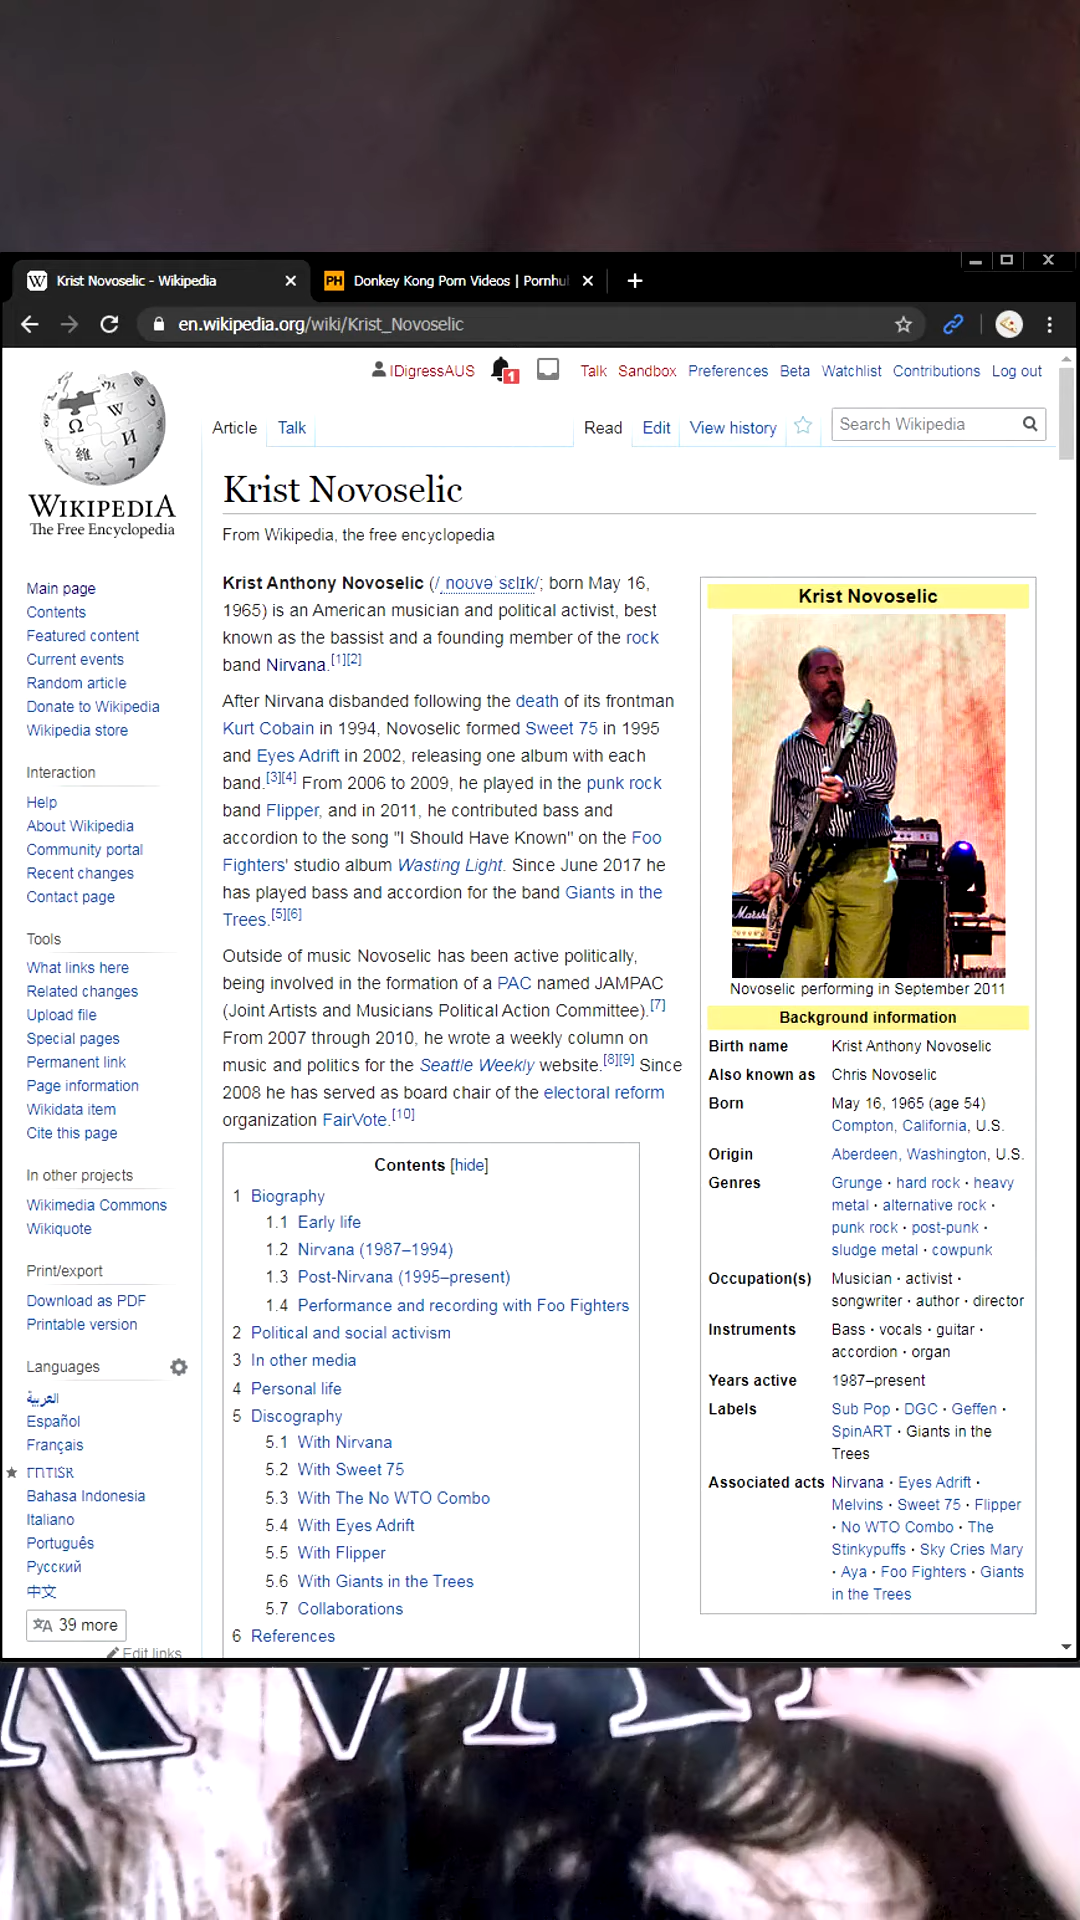 Krist Novoselic - Wikipedia
Donkey Kong Porn Videos | Pornhu
en.wikipedia.org/wiki/Krist_Novoselic
IDigressAUS 1 Talk Sandbox Preferences Beta Watchlist Contributions Log out
Article Talk Read Edit View history Search Wikipedia
WIKIPEDIA
The Free Encyclopedia
Main page
Contents
Featured content
Current events
Random article
Donate to Wikipedia
Wikipedia store
Interaction
Help
About Wikipedia
Community portal
Recent changes
Contact page
Tools
What links here
Related changes
Upload file
Special pages
Permanent link
Page information
Wikidata item
Cite this page
In other projects
Wikimedia Commons
Wikiquote
Print/export
Download as PDF
Printable version
Languages
العربية
Español
Français
Bahasa Indonesia
Italiano
Português
Русский
中文
39 more
Edit links
Krist Novoselic
From Wikipedia, the free encyclopedia
Krist Anthony Novoselic (/ˌnoʊvəˈsɛlɪk/; born May 16,
1965) is an American musician and political activist, best
known as the bassist and a founding member of the rock
band Nirvana.[1][2]
After Nirvana disbanded following the death of its frontman
Kurt Cobain in 1994, Novoselic formed Sweet 75 in 1995
and Eyes Adrift in 2002, releasing one album with each
band.[3][4] From 2006 to 2009, he played in the punk rock
band Flipper, and in 2011, he contributed bass and
accordion to the song "I Should Have Known" on the Foo
Fighters' studio album Wasting Light. Since June 2017 he
has played bass and accordion for the band Giants in the
Trees.[5][6]
Outside of music Novoselic has been active politically,
being involved in the formation of a PAC named JAMPAC
(Joint Artists and Musicians Political Action Committee).[7]
From 2007 through 2010, he wrote a weekly column on
music and politics for the Seattle Weekly website.[8][9] Since
2008 he has served as board chair of the electoral reform
organization FairVote.[10]
Contents [hide]
1 Biography
1.1 Early life
1.2 Nirvana (1987–1994)
1.3 Post-Nirvana (1995–present)
1.4 Performance and recording with Foo Fighters
2 Political and social activism
3 In other media
4 Personal life
5 Discography
5.1 With Nirvana
5.2 With Sweet 75
5.3 With The No WTO Combo
5.4 With Eyes Adrift
5.5 With Flipper
5.6 With Giants in the Trees
5.7 Collaborations
6 References
Krist Novoselic
Marshall
Novoselic performing in September 2011
Background information
Birth name Krist Anthony Novoselic
Also known as Chris Novoselic
Born May 16, 1965 (age 54)
Compton, California, U.S.
Origin Aberdeen, Washington, U.S.
Genres Grunge · hard rock · heavy
metal · alternative rock ·
punk rock · post-punk ·
sludge metal · cowpunk
Occupation(s) Musician · activist ·
songwriter · author · director
Instruments Bass · vocals · guitar ·
accordion · organ
Years active 1987–present
Labels Sub Pop · DGC · Geffen ·
SpinART · Giants in the
Trees
Associated acts Nirvana · Eyes Adrift ·
Melvins · Sweet 75 · Flipper
· No WTO Combo · The
Stinkypuffs · Sky Cries Mary
· Aya · Foo Fighters · Giants
in the Trees